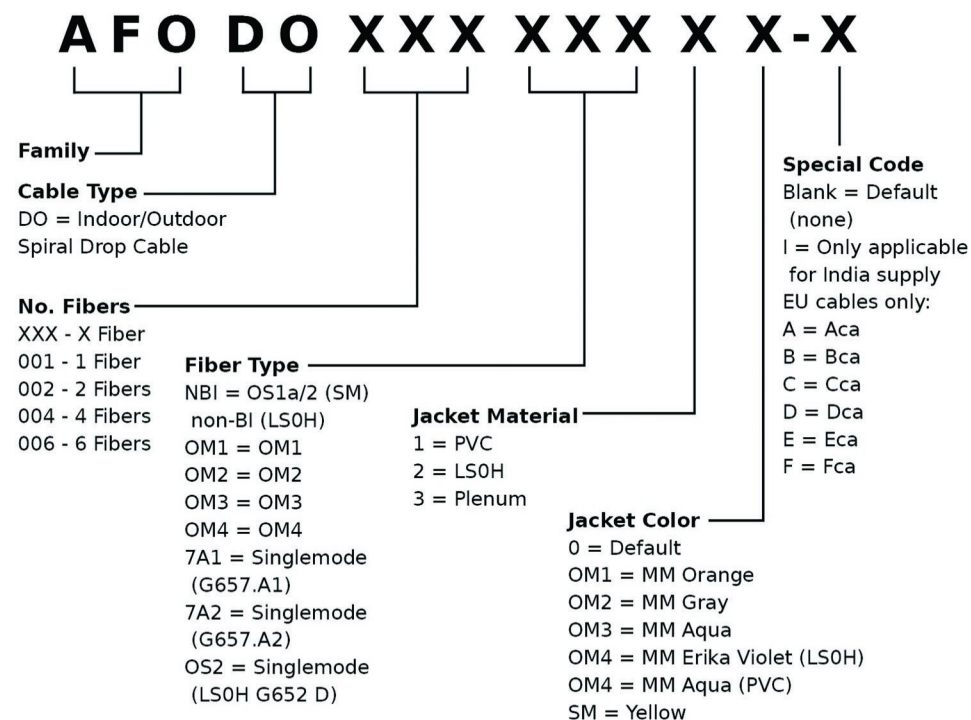 AFO DO XXX XXX X X-X
Family
Cable Type
DO = Indoor/Outdoor
Spiral Drop Cable
No. Fibers
XXX - X Fiber
001 - 1 Fiber
002 - 2 Fibers
004 - 4 Fibers
006 - 6 Fibers
Fiber Type
NBI = OS1a/2 (SM)
non-BI (LS0H)
OM1 = OM1
OM2 = OM2
OM3 = OM3
OM4 = OM4
7A1 = Singlemode
(G657.A1)
7A2 = Singlemode
(G657.A2)
OS2 = Singlemode
(LS0H G652 D)
Jacket Material
1 = PVC
2 = LS0H
3 = Plenum
Jacket Color
0 = Default
OM1 = MM Orange
OM2 = MM Gray
OM3 = MM Aqua
OM4 = MM Erika Violet (LS0H)
OM4 = MM Aqua (PVC)
SM = Yellow
Special Code
Blank = Default
(none)
I = Only applicable
for India supply
EU cables only:
A = Aca
B = Bca
C = Cca
D = Dca
E = Eca
F = Fca